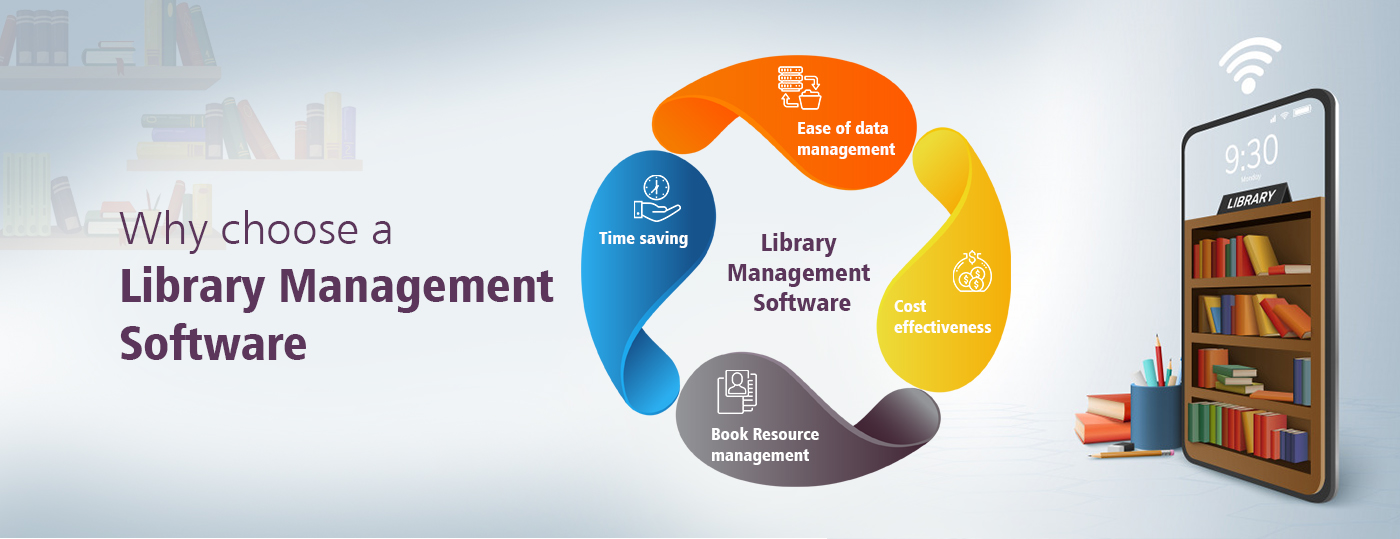 Why choose a
Library Management
Software
Ease of data
management
Time saving
Library
Management
Software
Cost
effectiveness
Book Resource
management
9:30
Monday
LIBRARY